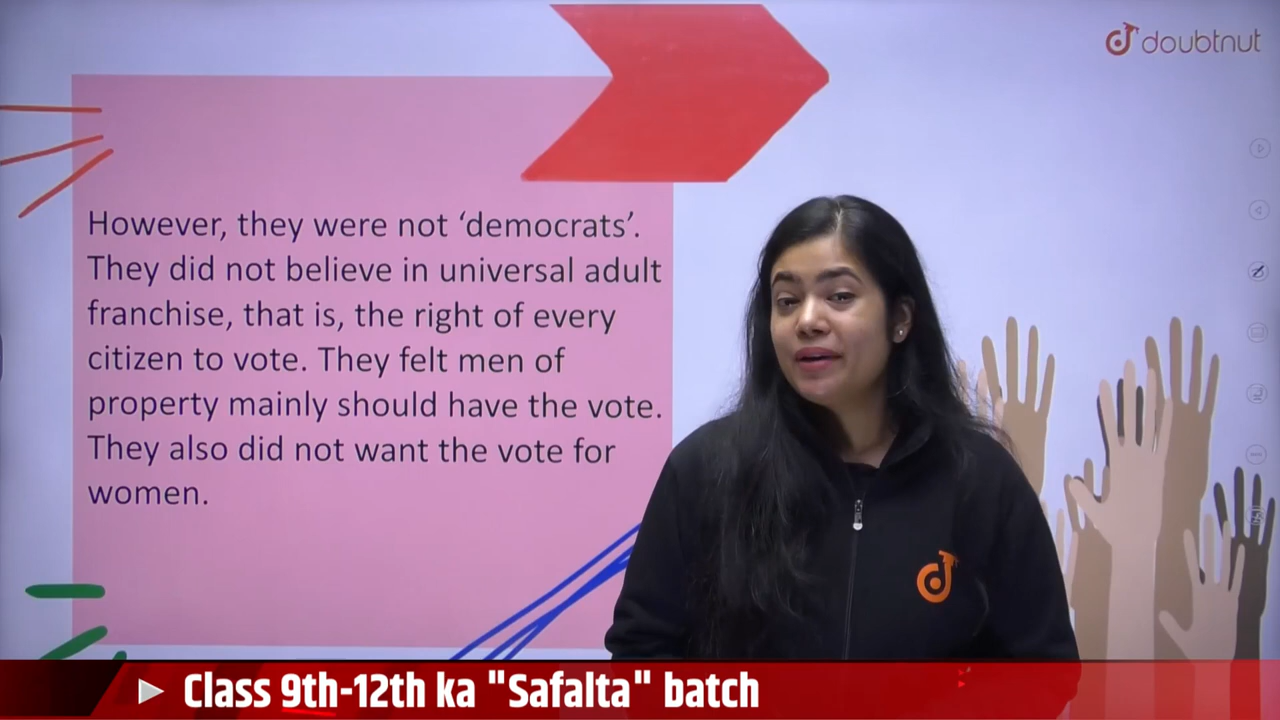 doubtnut
However, they were not ‘democrats’.
They did not believe in universal adult
franchise, that is, the right of every
citizen to vote. They felt men of
property mainly should have the vote.
They also did not want the vote for
women.
Class 9th-12th ka "Safalta" batch